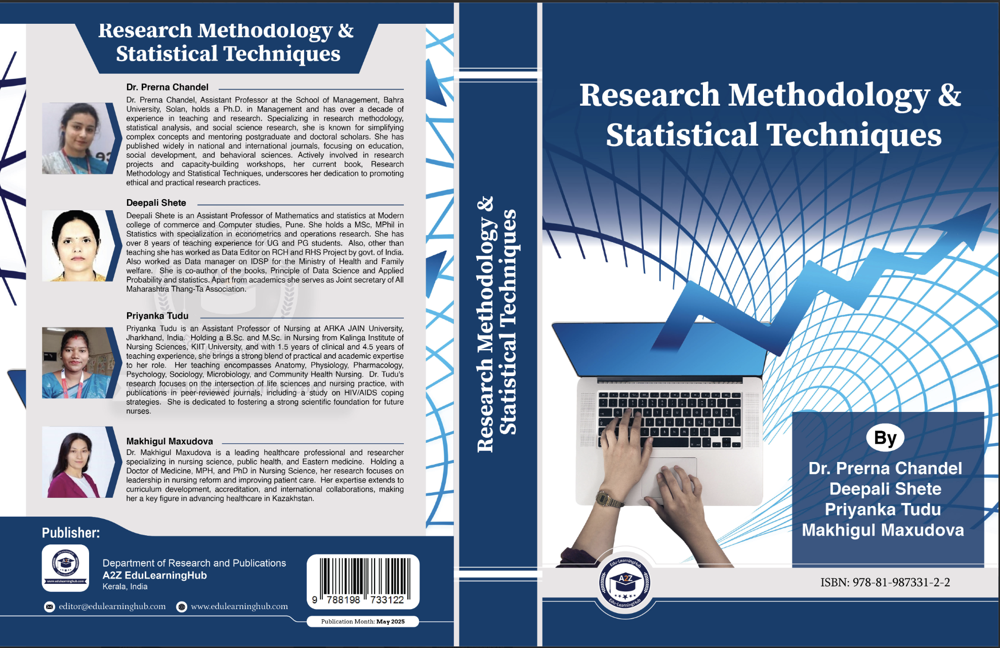 Research Methodology &
Statistical Techniques
Dr. Prerna Chandel
Dr. Prerna Chandel, Assistant Professor at the School of Management, Bahra
University, Solan, holds a Ph.D. in Management and has over a decade of
experience in teaching and research. Specializing in research methodology,
statistical analysis, and social science research, she is known for simplifying
complex concepts and mentoring postgraduate and doctoral scholars. She has
published widely in national and international journals, focusing on education,
social development, and behavioral sciences. Actively involved in research
projects and capacity-building workshops, her current book, Research
Methodology and Statistical Techniques, underscores her dedication to promoting
ethical and practical research practices.
Deepali Shete
Deepali Shete is an Assistant Professor of Mathematics and statistics at Modern
college of commerce and Computer studies, Pune. She holds a MSc, MPhil in
Statistics with specialization in econometrics and operations research. She has
over 8 years of teaching experience for UG and PG students. Also, other than
teaching she has worked as Data Editor on RCH and RHS Project by govt. of India.
Also worked as Data manager on IDSP for the Ministry of Health and Family
welfare. She is co-author of the books, Principle of Data Science and Applied
Probability and statistics. Apart from academics she serves as Joint secretary of All
Maharashtra Thang-Ta Association.
Priyanka Tudu
Priyanka Tudu is an Assistant Professor of Nursing at ARKA JAIN University,
Jharkhand, India. Holding a B.Sc. and M.Sc. in Nursing from Kalinga Institute of
Nursing Sciences, KIIT University, and with 1.5 years of clinical and 4.5 years of
teaching experience, she brings a strong blend of practical and academic expertise
to her role. Her teaching encompasses Anatomy, Physiology, Pharmacology,
Psychology, Sociology, Microbiology, and Community Health Nursing. Dr. Tudu's
research focuses on the intersection of life sciences and nursing practice, with
publications in peer-reviewed journals, including a study on HIV/AIDS coping
strategies. She is dedicated to fostering a strong scientific foundation for future
nurses.
Makhigul Maxudova
Dr. Makhigul Maxudova is a leading healthcare professional and researcher
specializing in nursing science, public health, and Eastern medicine. Holding a
Doctor of Medicine, MPH, and PhD in Nursing Science, her research focuses on
leadership in nursing reform and improving patient care. Her expertise extends to
curriculum development, accreditation, and international collaborations, making
her a key figure in advancing healthcare in Kazakhstan.
Publisher:
A2Z
www.edulearninghub.com
Department of Research and Publications
A2Z EduLearningHub
Kerala, India
editor@edulearninghub.com
www.edulearninghub.com
9 788198 733122
Publication Month: May 2025
Research Methodology &
Statistical Techniques
Research Methodology &
Statistical Techniques
By
Dr. Prerna Chandel
Deepali Shete
Priyanka Tudu
Makhigul Maxudova
Edu-LearningHub
A2Z
Edu-LearningHub
ISBN: 978-81-987331-2-2